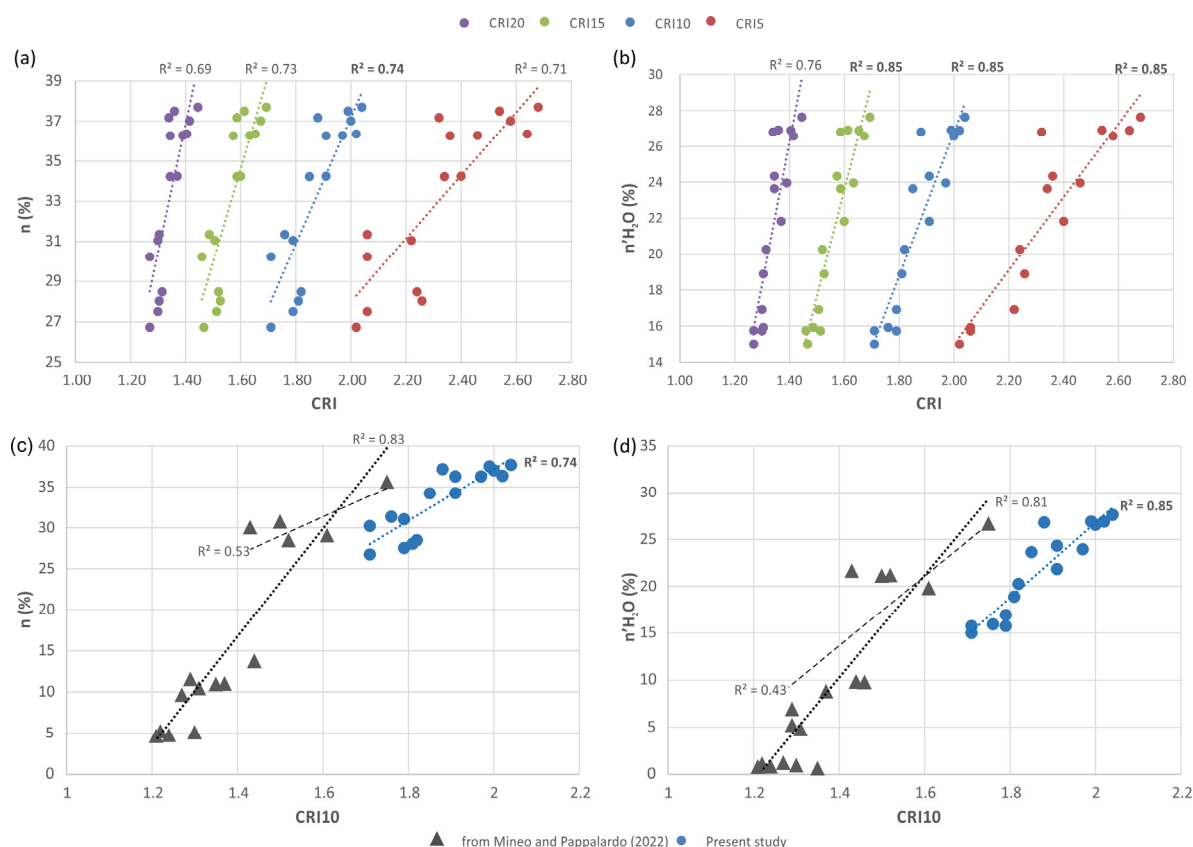 CRI20 CRI15 CRI10 CRI5
(a)
R² = 0.69 R² = 0.73 R² = 0.74 R² = 0.71
39
37
35
33
31
29
27
25
n (%)
1.00 1.20 1.40 1.60 1.80 2.00 2.20 2.40 2.60 2.80
CRI
(b)
R² = 0.76 R² = 0.85 R² = 0.85 R² = 0.85
30
28
26
24
22
20
18
16
14
n'H₂O (%)
1.00 1.20 1.40 1.60 1.80 2.00 2.20 2.40 2.60 2.80
CRI
(c)
R² = 0.83
R² = 0.74
R² = 0.53
40
35
30
25
20
15
10
5
0
n (%)
1 1.2 1.4 1.6 1.8 2 2.2
CRI10
(d)
R² = 0.81
R² = 0.85
R² = 0.43
35
30
25
20
15
10
5
0
n'H₂O (%)
1 1.2 1.4 1.6 1.8 2 2.2
CRI10
from Mineo and Pappalardo (2022) Present study